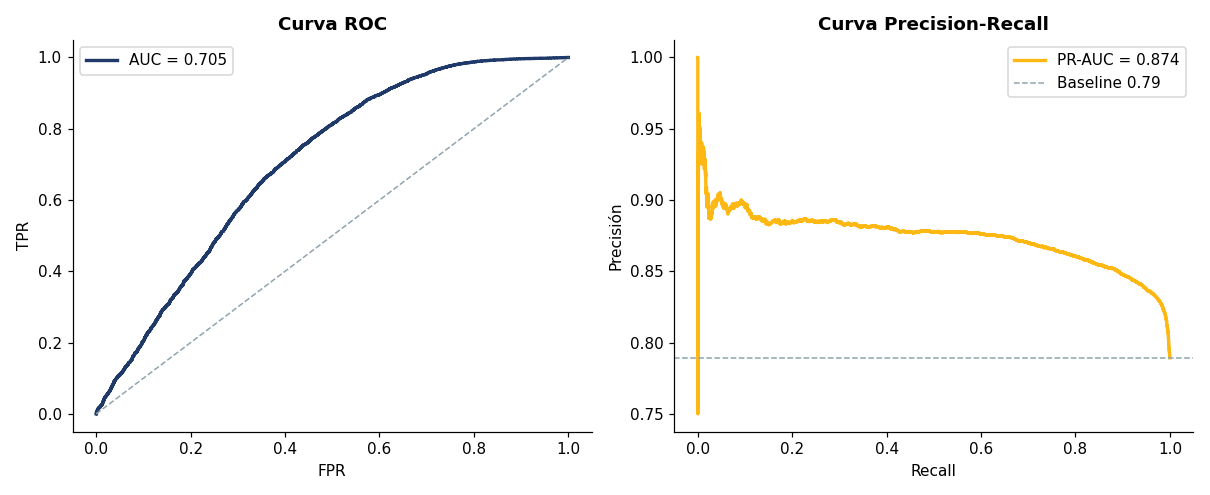 Curva ROC
AUC = 0.705
1.0
0.8
0.6
0.4
0.2
0.0
TPR
0.0 0.2 0.4 0.6 0.8 1.0
FPR
Curva Precision-Recall
PR-AUC = 0.874
Baseline 0.79
1.00
0.95
0.90
0.85
0.80
0.75
Precisión
0.0 0.2 0.4 0.6 0.8 1.0
Recall